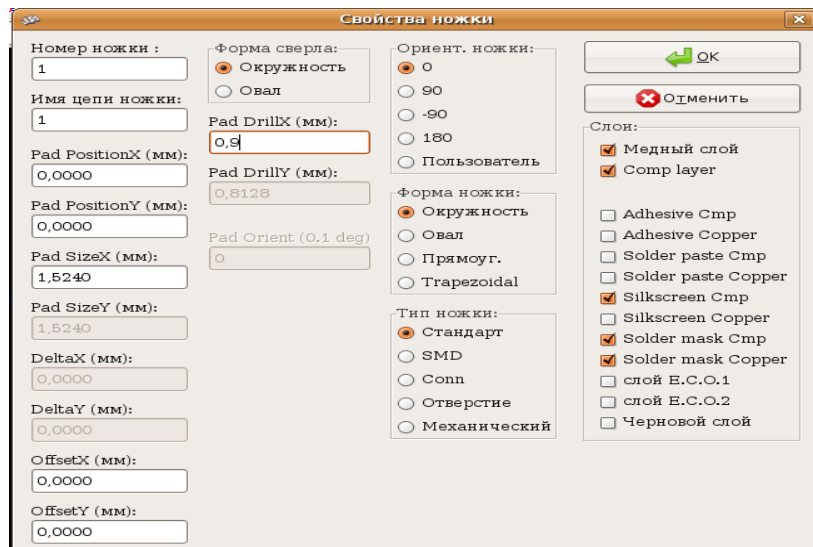 Свойства ножки
Номер ножки :
1
Имя цепи ножки:
1
Pad PositionX (мм):
0,0000
Pad PositionY (мм):
0,0000
Pad SizeX (мм):
1,5240
Pad SizeY (мм):
1,5240
DeltaX (мм):
0,0000
DeltaY (мм):
0,0000
OffsetX (мм):
0,0000
OffsetY (мм):
0,0000
Форма сверла:
Окружность
Овал
Pad DrillX (мм):
0,9
Pad DrillY (мм):
0,8128
Pad Orient (0.1 deg)
0
Ориент. ножки:
0
90
-90
180
Пользователь
Форма ножки:
Окружность
Овал
Прямоуг.
Trapezoidal
Тип ножки:
Стандарт
SMD
Conn
Отверстие
Механический
OK
Отменить
Слои:
Медный слой
Comp layer
Adhesive Cmp
Adhesive Copper
Solder paste Cmp
Solder paste Copper
Silkscreen Cmp
Silkscreen Copper
Solder mask Cmp
Solder mask Copper
слой E.C.O.1
слой E.C.O.2
Черновой слой